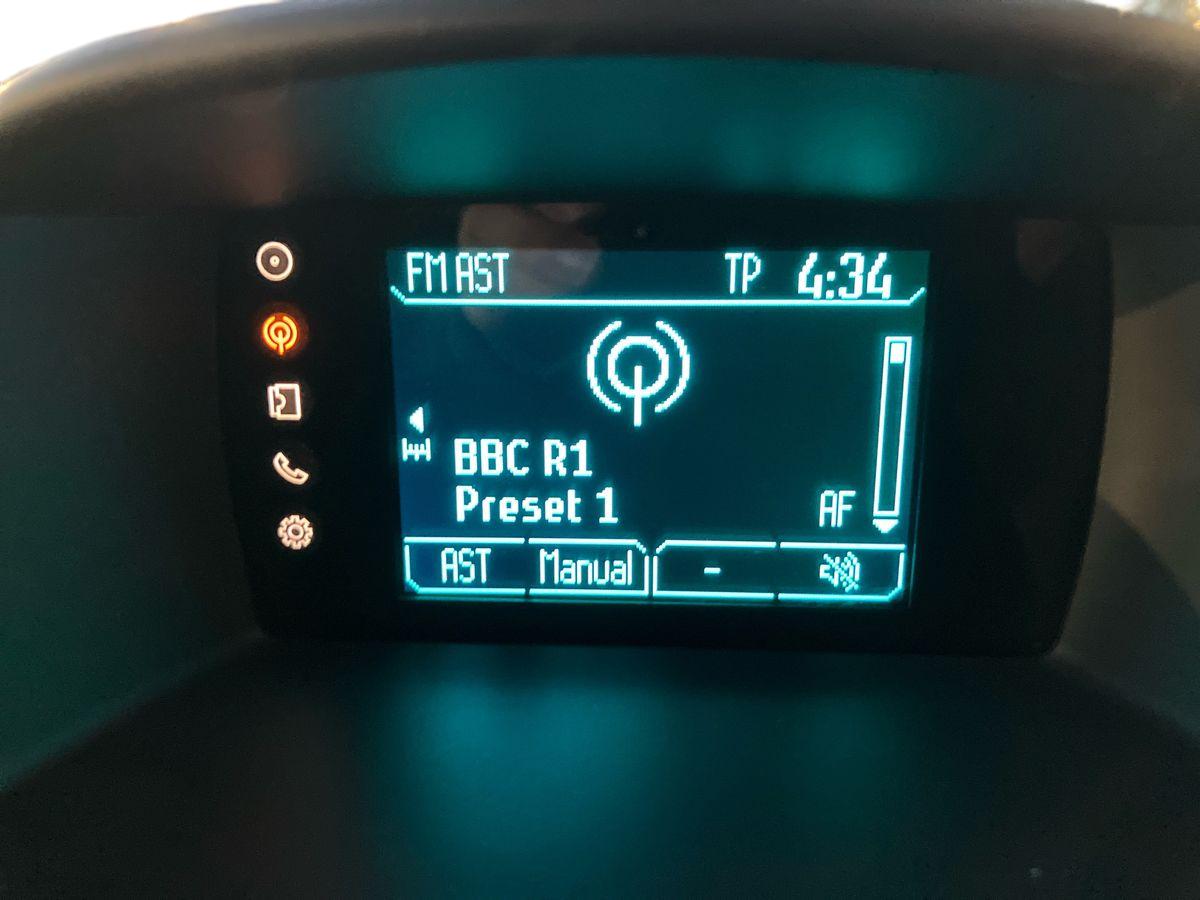 FM AST TP 4:34
BBC R1
Preset 1 AF
AST Manual -